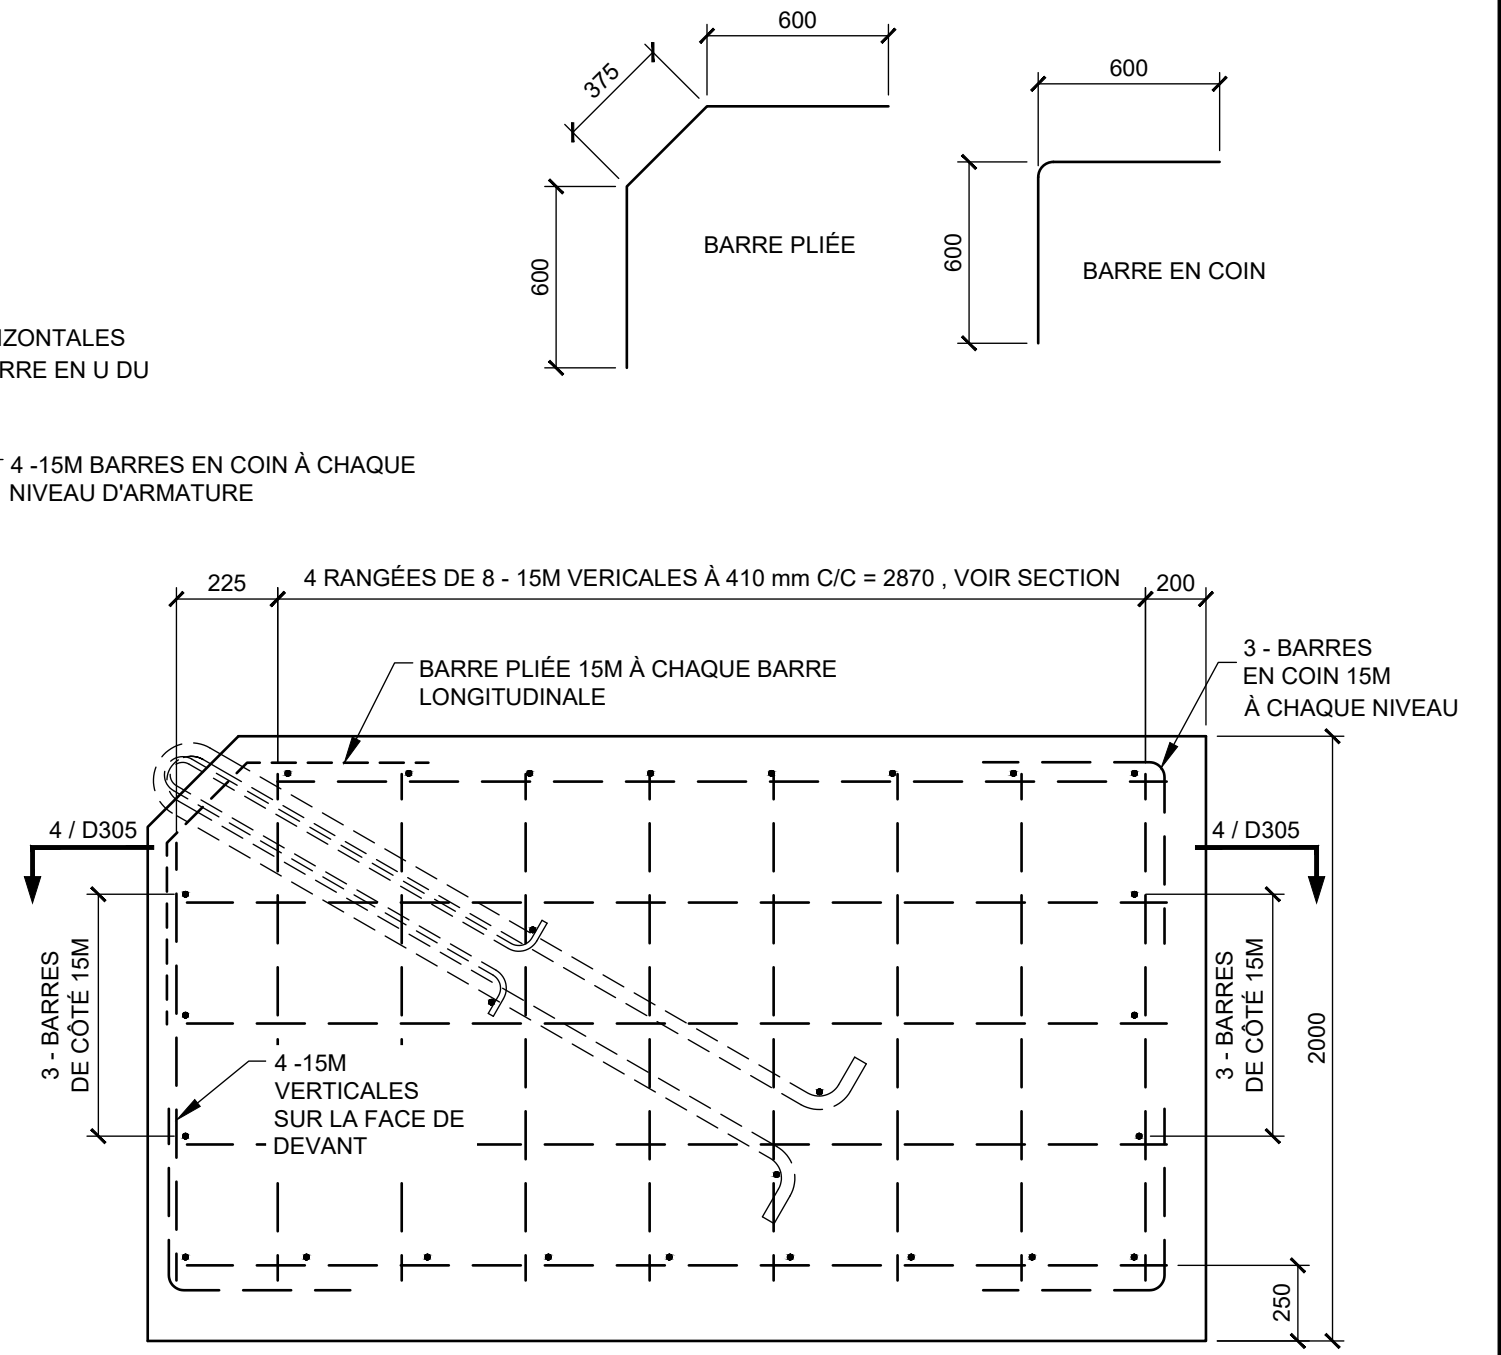 600
375
600
BARRE PLIÉE
600
600
BARRE EN COIN
IZONTALES
RRE EN U DU
4 -15M BARRES EN COIN À CHAQUE
NIVEAU D'ARMATURE
225
4 RANGÉES DE 8 - 15M VERICALES À 410 mm C/C = 2870 , VOIR SECTION
200
BARRE PLIÉE 15M À CHAQUE BARRE
LONGITUDINALE
3 - BARRES
EN COIN 15M
À CHAQUE NIVEAU
4 / D305
4 / D305
3 - BARRES
DE CÔTÉ 15M
4 -15M
VERTICALES
SUR LA FACE DE
DEVANT
3 - BARRES
DE CÔTÉ 15M
2000
250